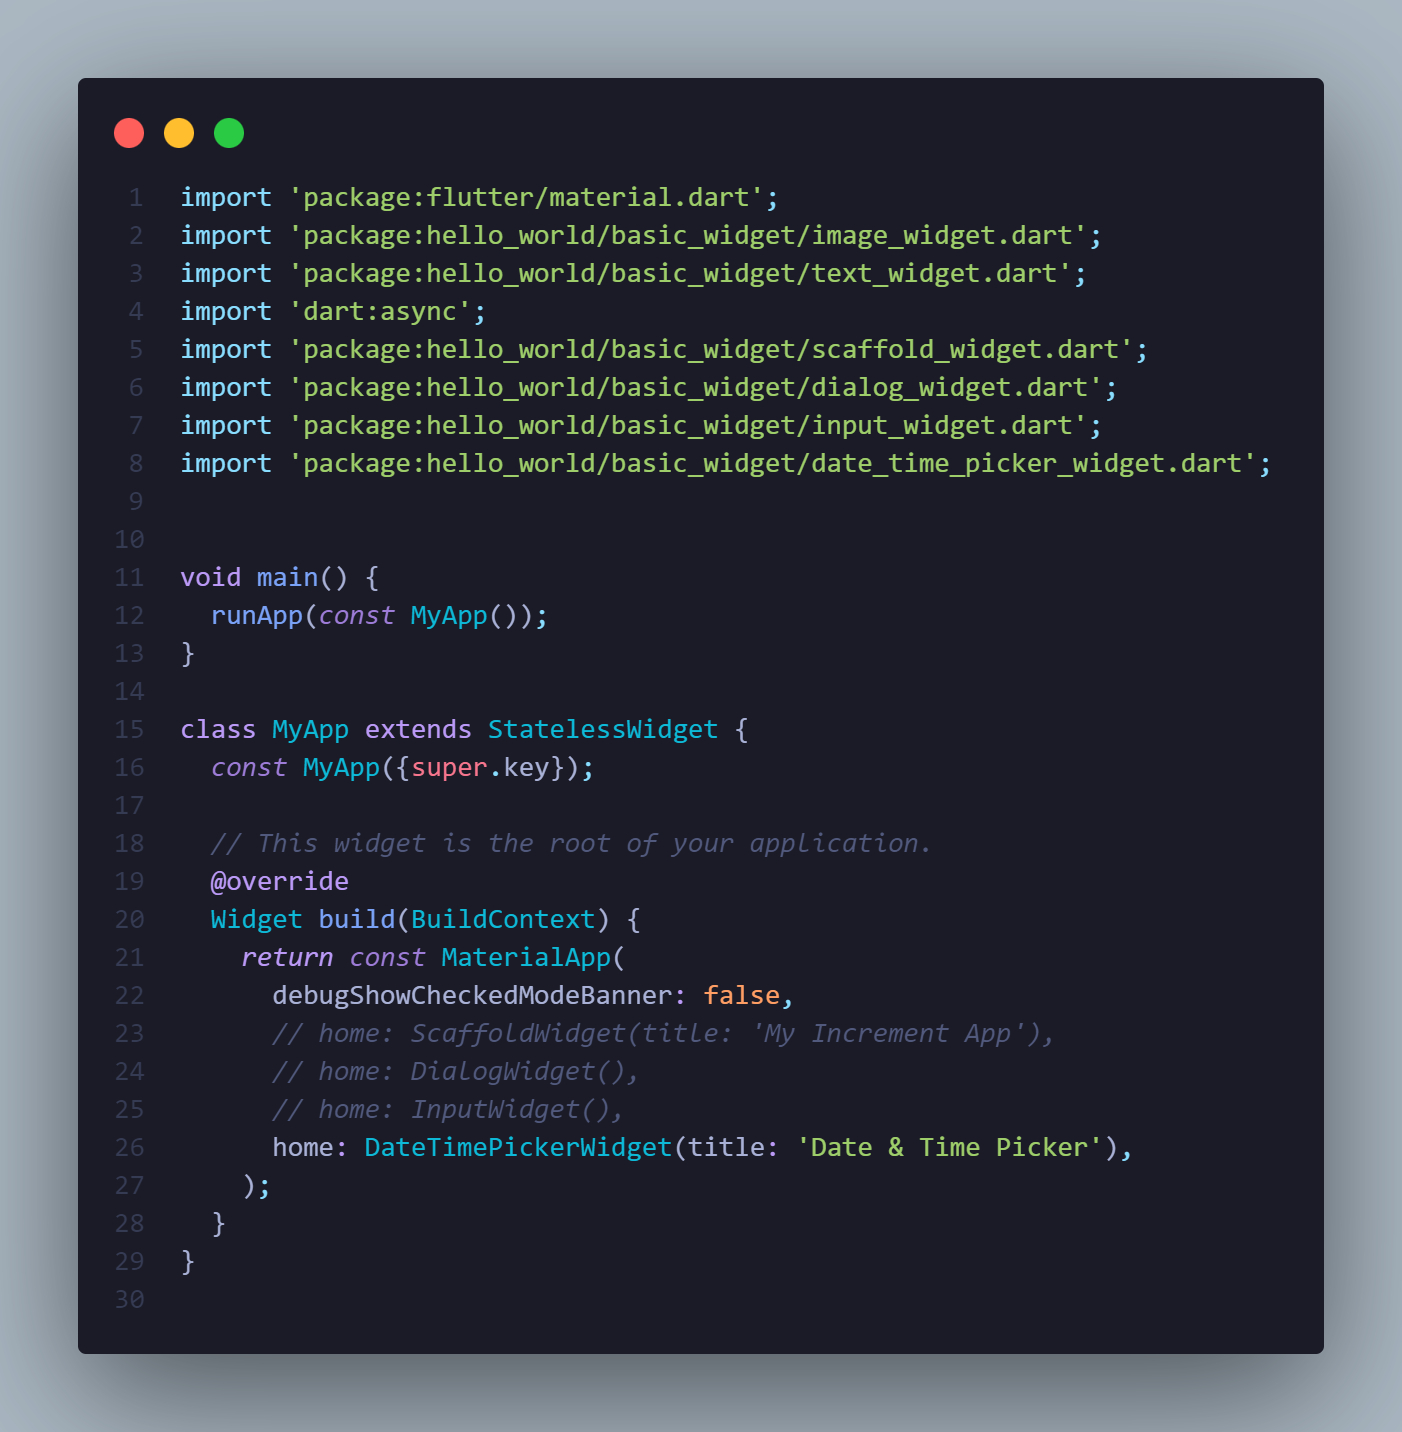 1 import 'package:flutter/material.dart';
2 import 'package:hello_world/basic_widget/image_widget.dart';
3 import 'package:hello_world/basic_widget/text_widget.dart';
4 import 'dart:async';
5 import 'package:hello_world/basic_widget/scaffold_widget.dart';
6 import 'package:hello_world/basic_widget/dialog_widget.dart';
7 import 'package:hello_world/basic_widget/input_widget.dart';
8 import 'package:hello_world/basic_widget/date_time_picker_widget.dart';
9
10
11 void main() {
12   runApp(const MyApp());
13 }
14
15 class MyApp extends StatelessWidget {
16   const MyApp({super.key});
17
18   // This widget is the root of your application.
19   @override
20   Widget build(BuildContext) {
21     return const MaterialApp(
22       debugShowCheckedModeBanner: false,
23       // home: ScaffoldWidget(title: 'My Increment App'),
24       // home: DialogWidget(),
25       // home: InputWidget(),
26       home: DateTimePickerWidget(title: 'Date & Time Picker'),
27     );
28   }
29 }
30